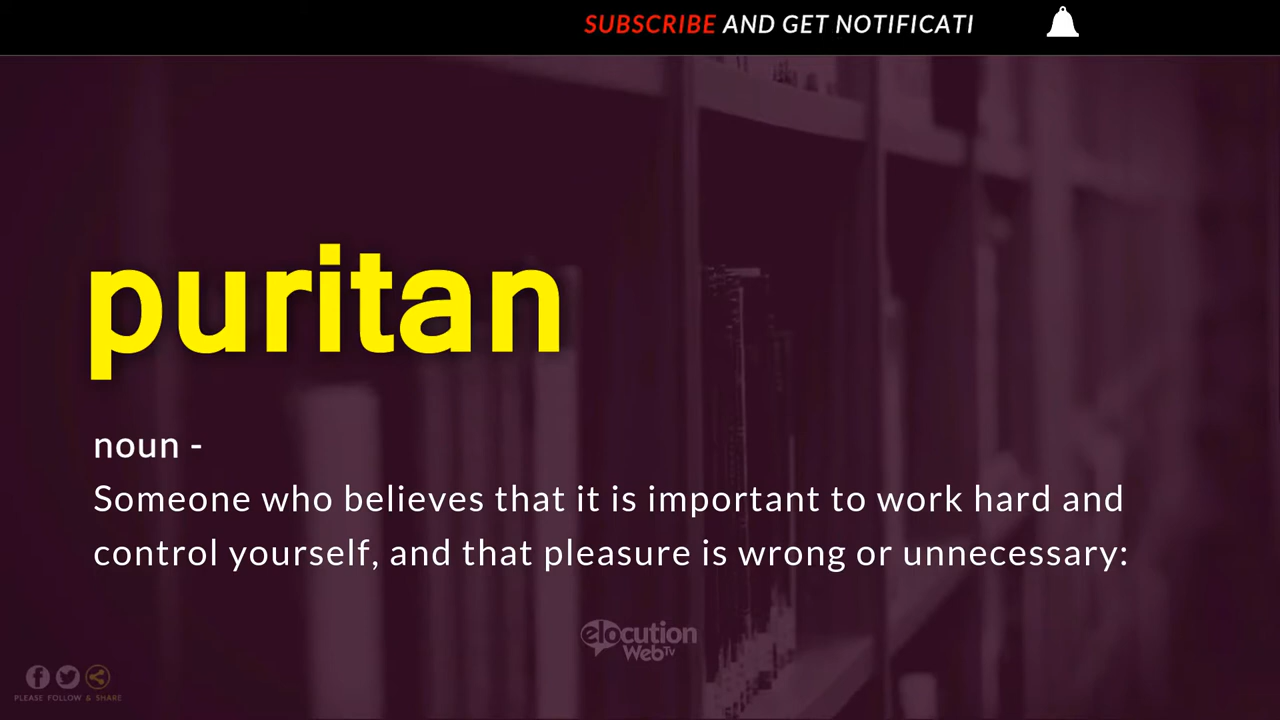 SUBSCRIBE AND GET NOTIFICATI
puritan
noun -
Someone who believes that it is important to work hard and
control yourself, and that pleasure is wrong or unnecessary:
elocution
WebTv
PLEASE FOLLOW & SHARE